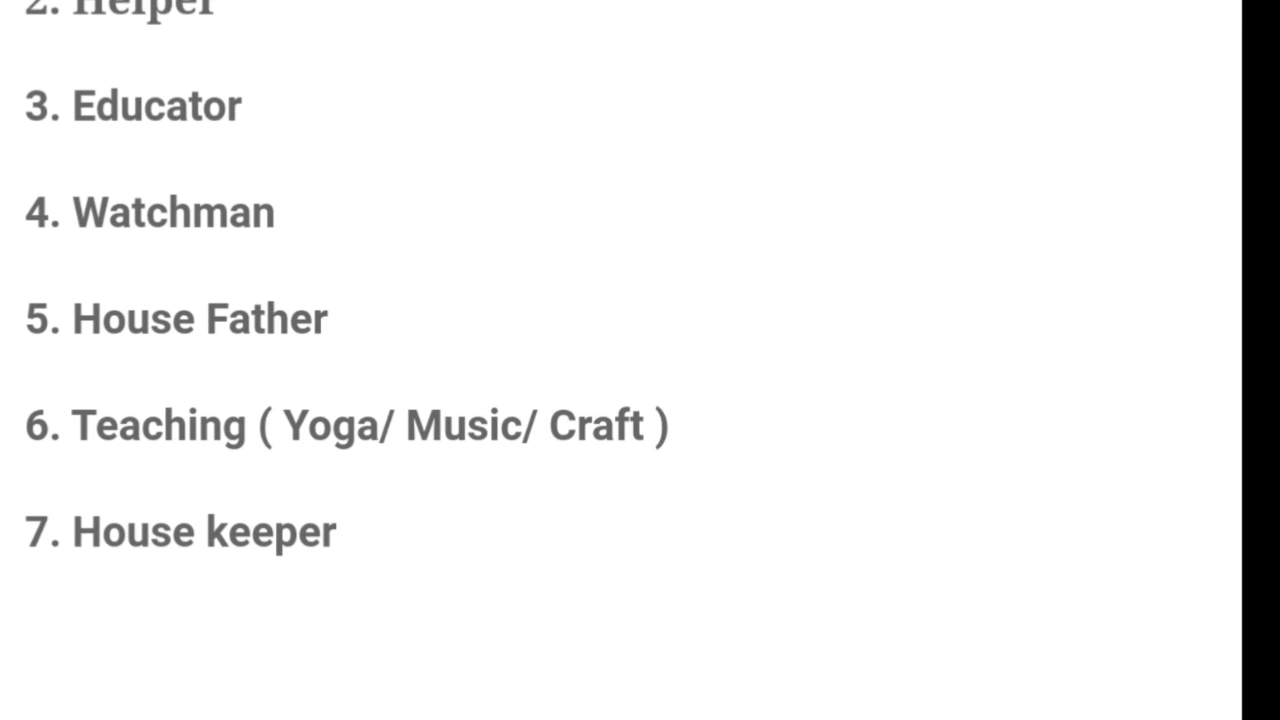 2. Helper
3. Educator
4. Watchman
5. House Father
6. Teaching ( Yoga/ Music/ Craft )
7. House keeper